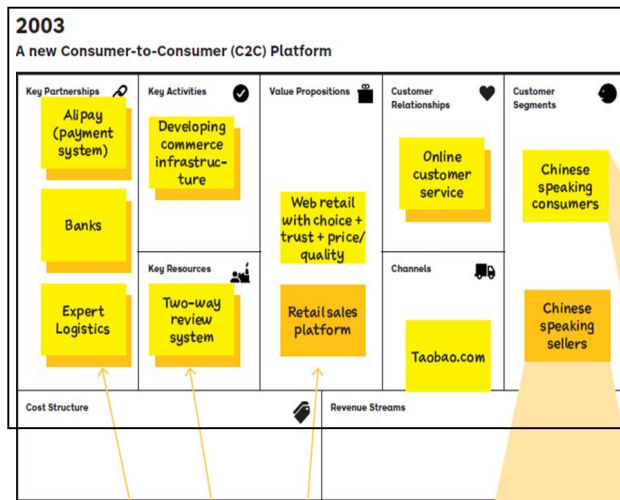 2003
A new Consumer-to-Consumer (C2C) Platform
Key Partnerships
Alipay
(payment
system)
Banks
Expert
Logistics
Key Activities
Developing
commerce
infrastruc-
ture
Key Resources
Two-way
review
system
Value Propositions
Web retail
with choice +
trust + price/
quality
Retail sales
platform
Customer
Relationships
Online
customer
service
Channels
Taobao.com
Customer
Segments
Chinese
speaking
consumers
Chinese
speaking
sellers
Cost Structure
Revenue Streams